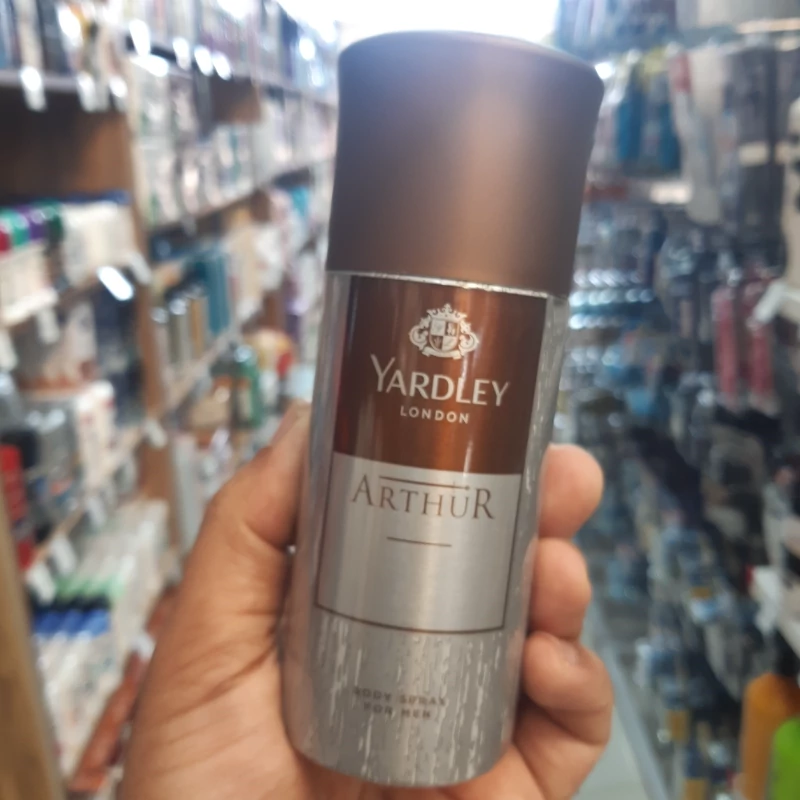 YARDLEY
LONDON
ARTHUR
BODY SPRAY
FOR MEN